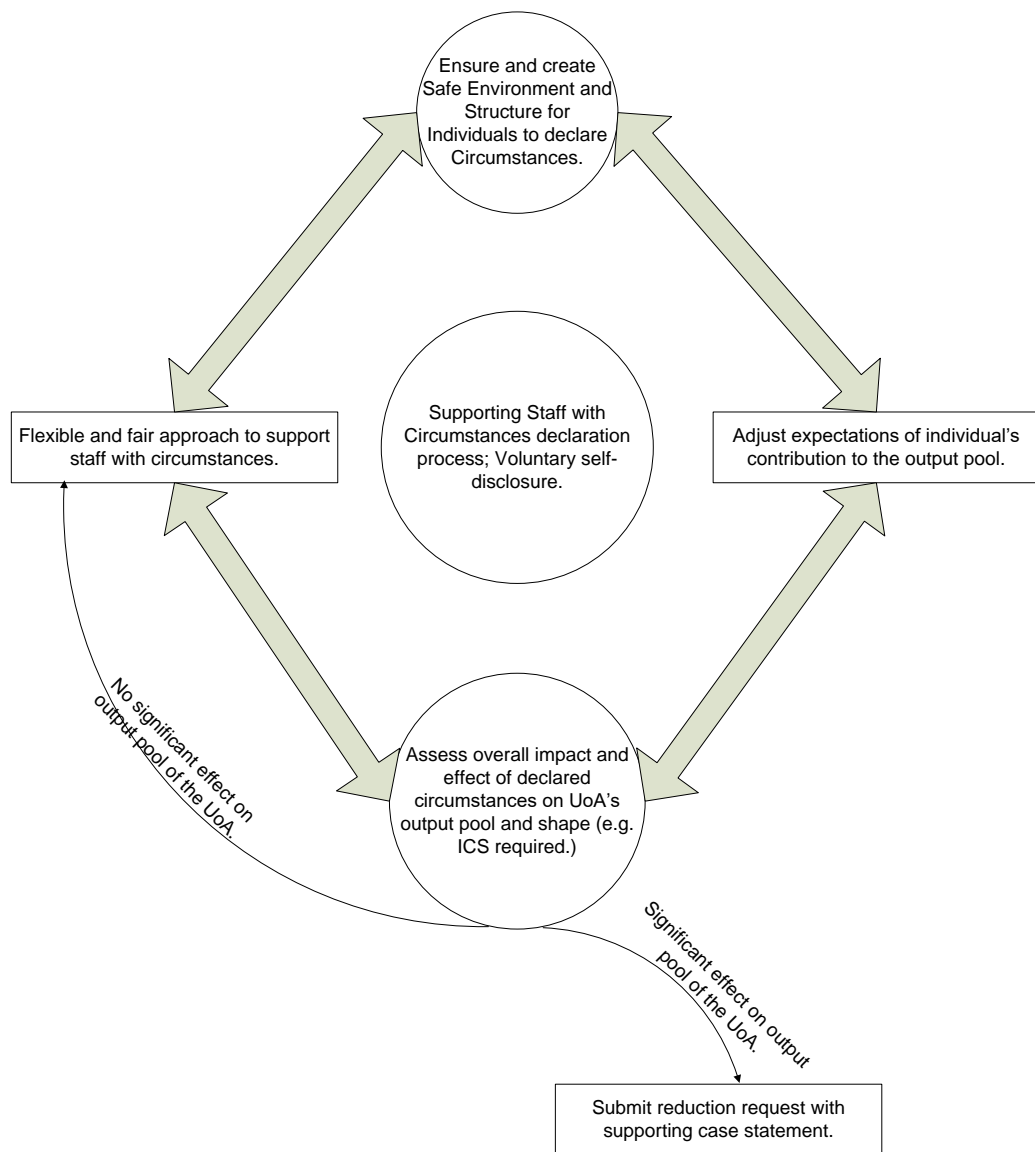 Ensure and create
Safe Environment and
Structure for
Individuals to declare
Circumstances.
Flexible and fair approach to support
staff with circumstances.
Supporting Staff with
Circumstances declaration
process; Voluntary self-
disclosure.
Adjust expectations of individual’s
contribution to the output pool.
No significant effect on
output pool of the UoA.
Assess overall impact and
effect of declared
circumstances on UoA’s
output pool and shape (e.g.
ICS required.)
Significant effect on output
pool of the UoA.
Submit reduction request with
supporting case statement.